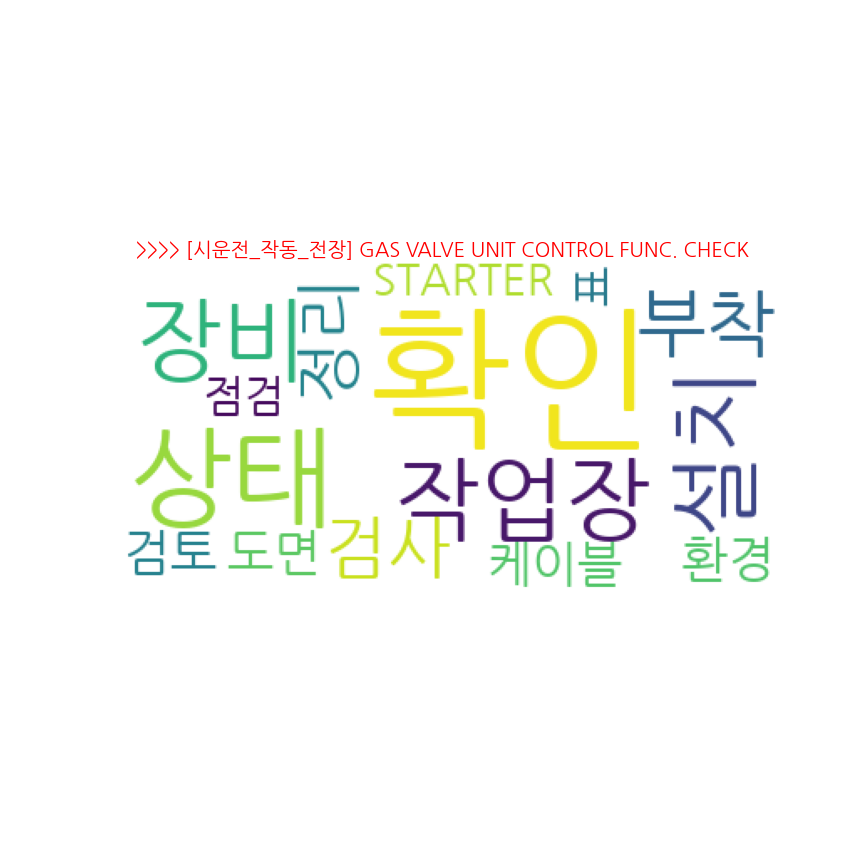 >>>> [시운전_작동_전장] GAS VALVE UNIT CONTROL FUNC. CHECK
STARTER
표
정리
장비
확인
부착
점검
설치
상태
작업장
검사
검토
도면
케이블
환경